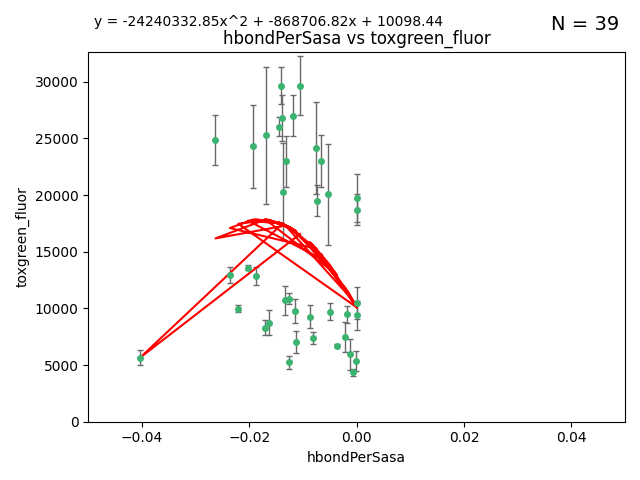 y = -24240332.85x^2 + -868706.82x + 10098.44
N = 39
hbondPerSasa vs toxgreen_fluor
toxgreen_fluor
30000
25000
20000
15000
10000
5000
0
−0.04
−0.02
0.00
0.02
0.04
hbondPerSasa